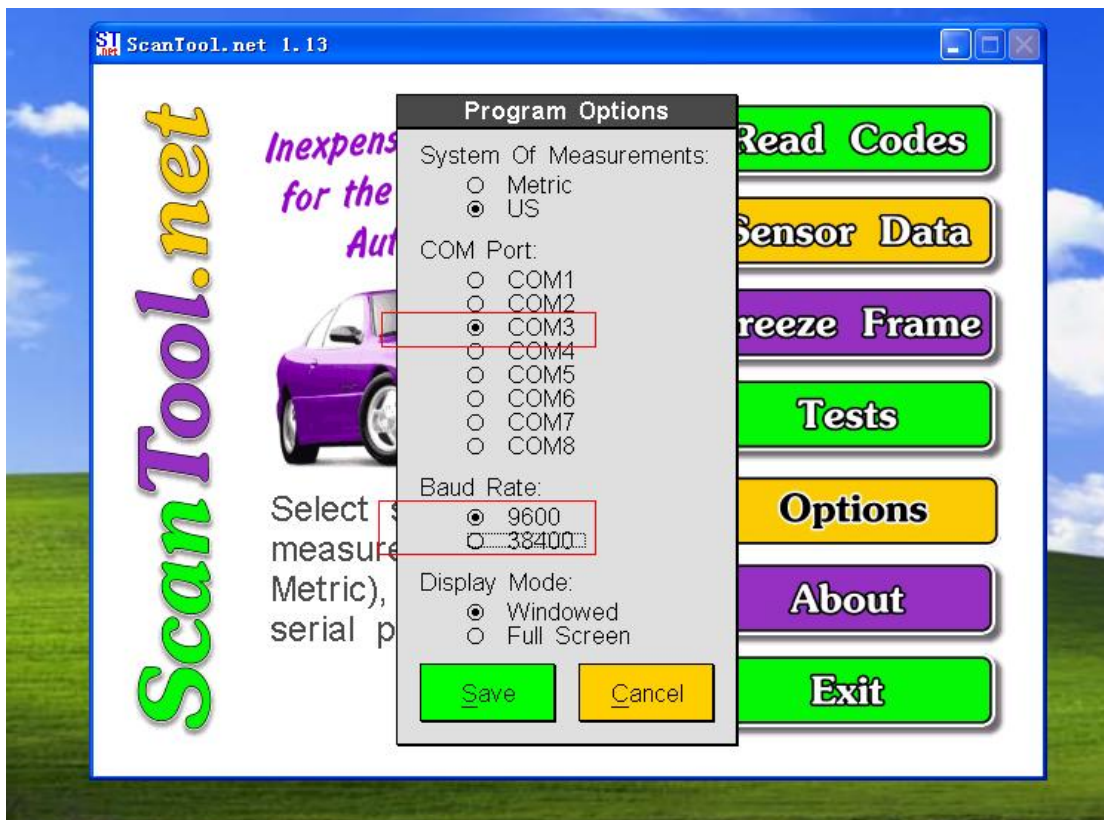 ST
.net
ScanTool.net 1.13
ScanTool.net
Inexpens
for the
Aut
Select s
measure
Metric),
serial p
Program Options
System Of Measurements:
Metric
US
COM Port:
COM1
COM2
COM3
COM4
COM5
COM6
COM7
COM8
Baud Rate:
9600
38400
Display Mode:
Windowed
Full Screen
Save
Cancel
Read Codes
Sensor Data
reeze Frame
Tests
Options
About
Exit